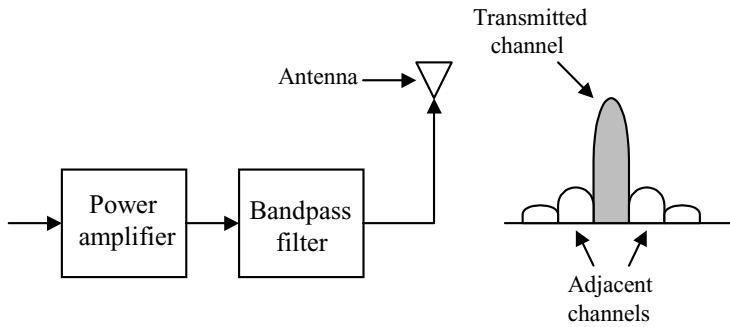 Transmitted
channel
Antenna
Power
amplifier
Bandpass
filter
Adjacent
channels